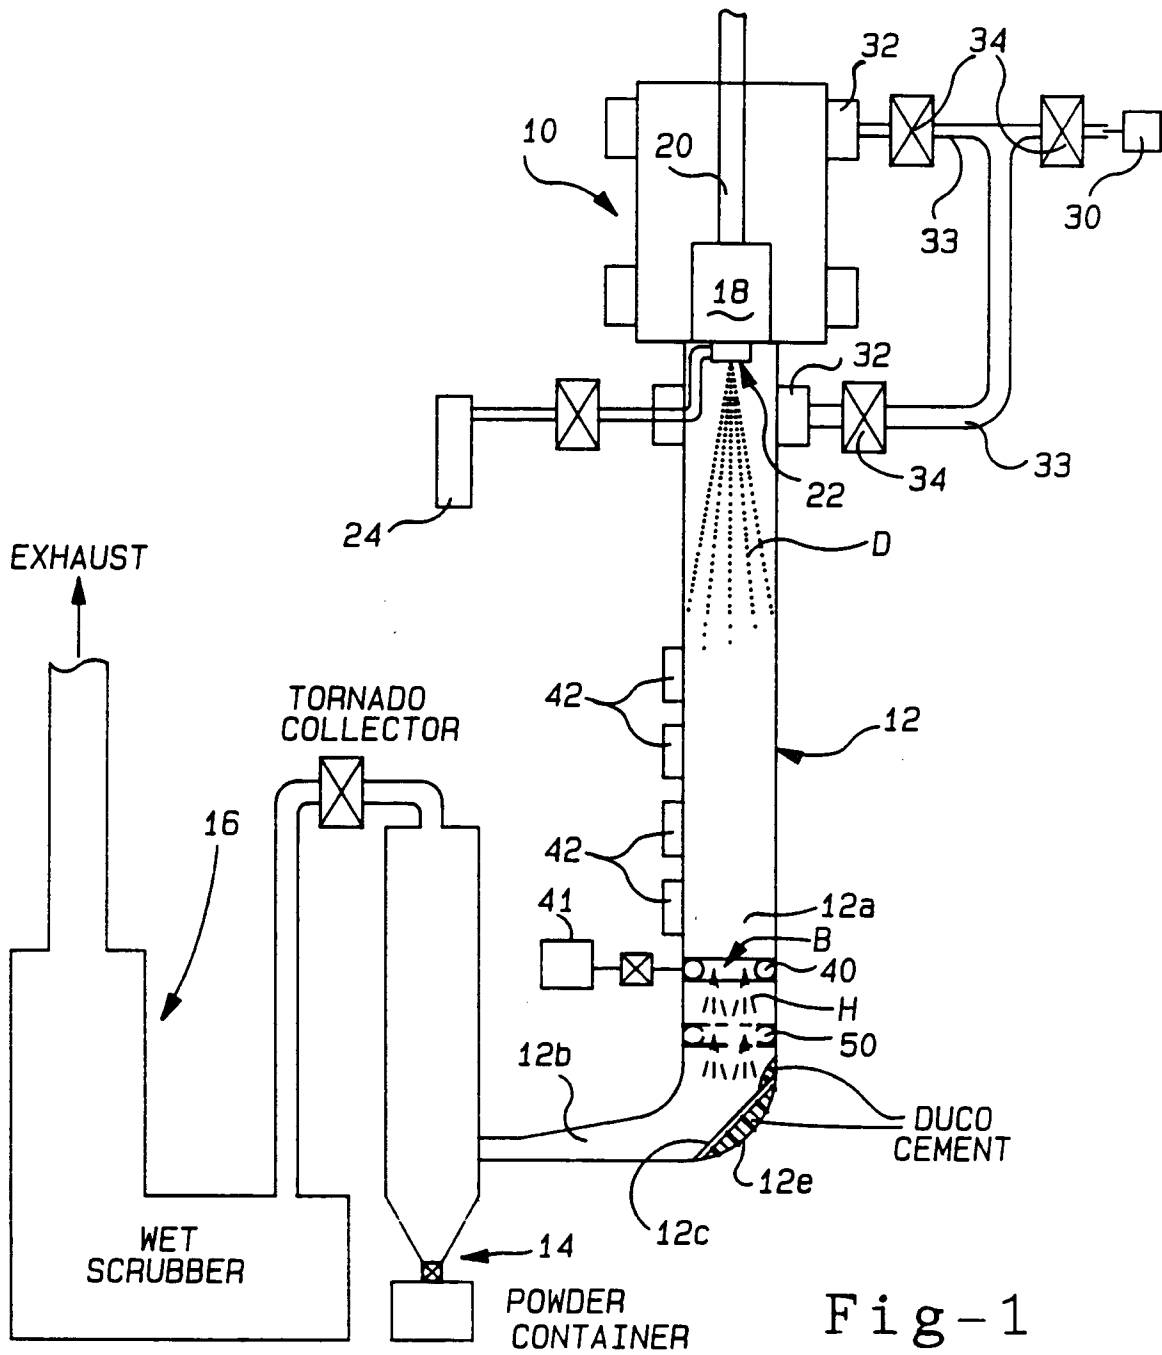 32
34
10
20
30
33
18
32
22
34
33
24
D
EXHAUST
42
TORNADO
COLLECTOR
12
16
42
41
12a
B
40
H
50
12b
DUCO
CEMENT
12e
12c
14
WET
SCRUBBER
POWDER
CONTAINER
Fig-1